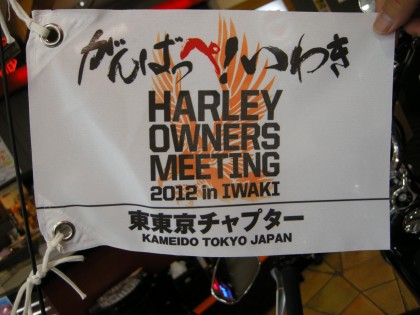 がんばっぺ!いわき
HARLEY
OWNERS
MEETING
2012 in IWAKI
東東京チャプター
KAMEIDO TOKYO JAPAN